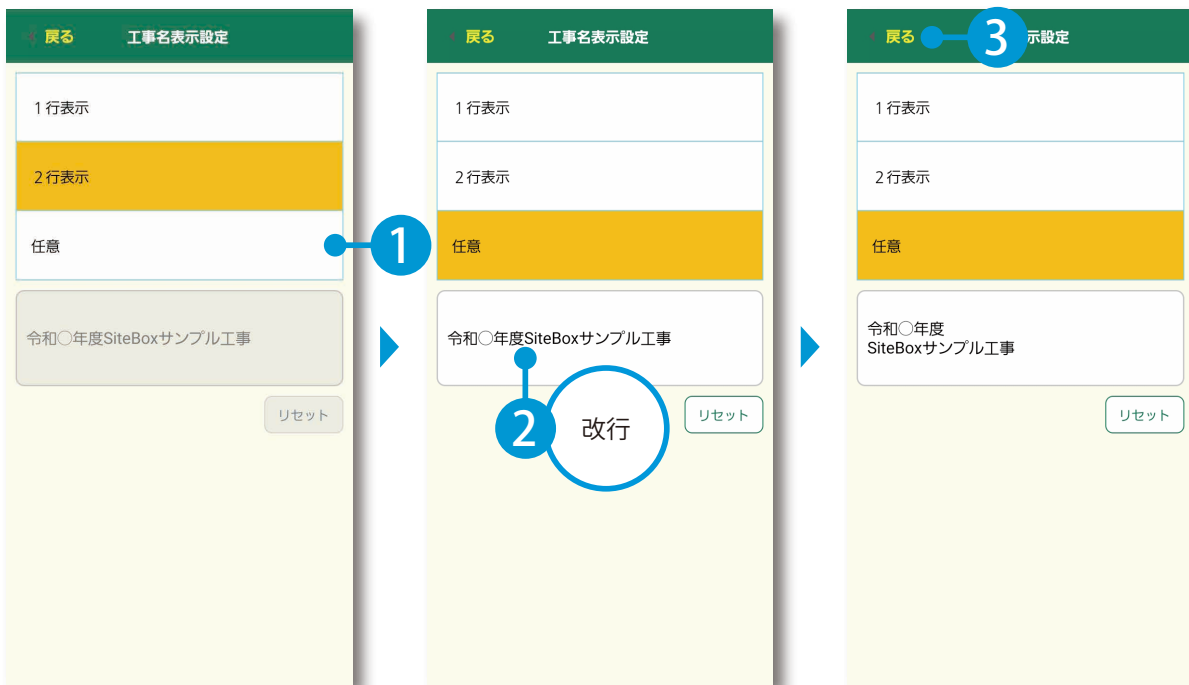 戻る 工事名表示設定
1行表示
2行表示
任意
1
令和○年度SiteBoxサンプル工事
リセット
戻る 工事名表示設定
1行表示
2行表示
任意
令和○年度SiteBoxサンプル工事
2 改行
リセット
戻る 3 示設定
1行表示
2行表示
任意
令和○年度
SiteBoxサンプル工事
リセット